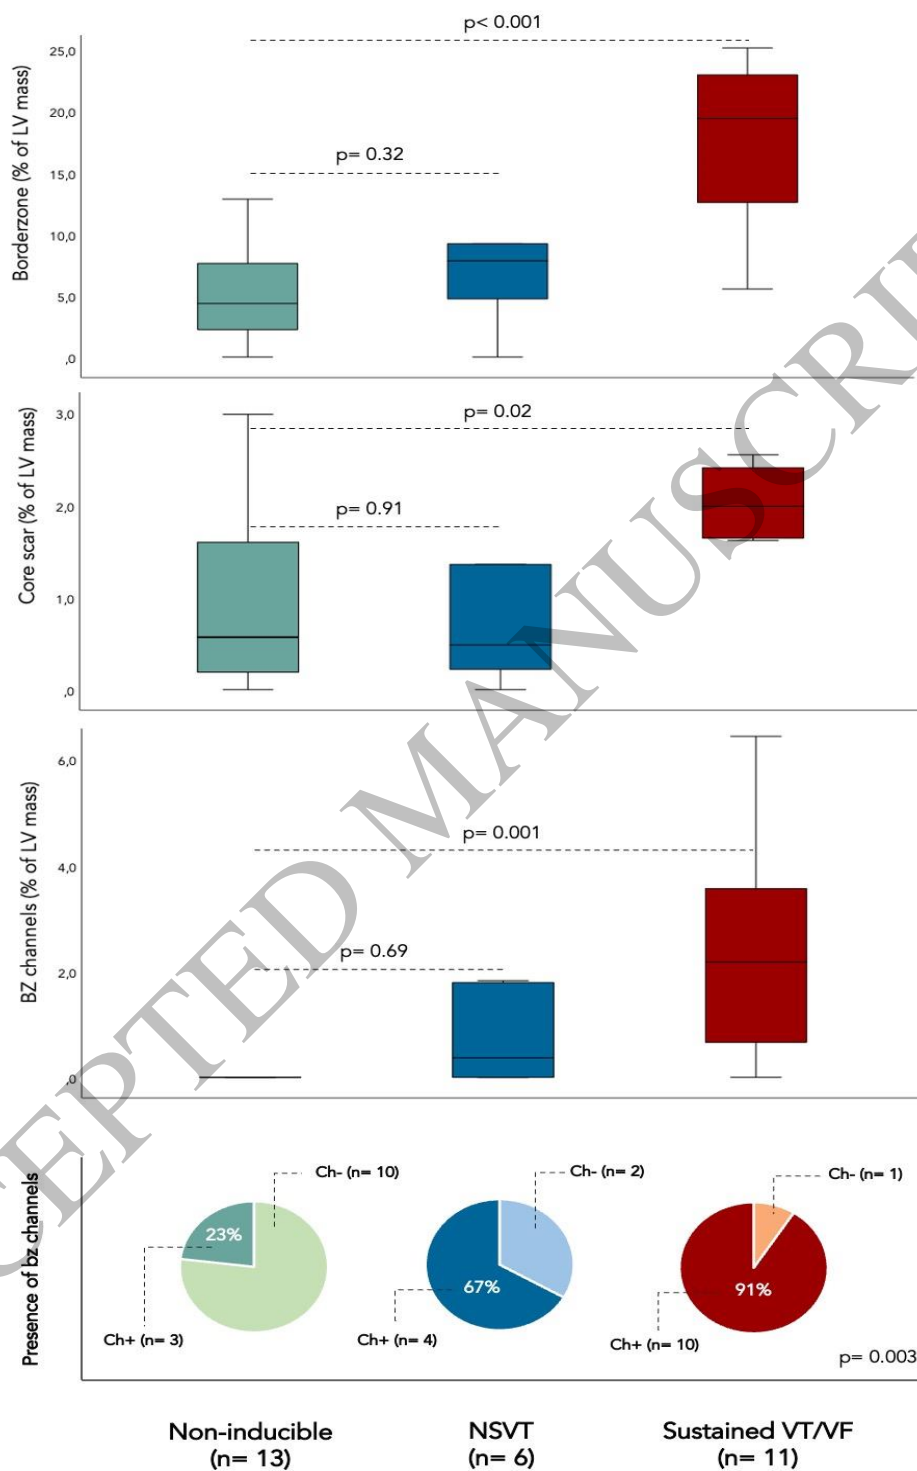 p< 0.001
25,0
20,0
p= 0.32
15,0
10,0
5,0
,0
Borderzone (% of LV mass)
3,0
p= 0.02
2,0
p= 0.91
1,0
,0
Core scar (% of LV mass)
6,0
p= 0.001
4,0
p= 0.69
2,0
,0
BZ channels (% of LV mass)
Presence of bz channels
Ch- (n= 10)
23%
Ch+ (n= 3)
Ch- (n= 2)
67%
Ch+ (n= 4)
Ch- (n= 1)
91%
Ch+ (n= 10)
p= 0.003
Non-inducible
(n= 13)
NSVT
(n= 6)
Sustained VT/VF
(n= 11)
CEPTED MANUSCRI